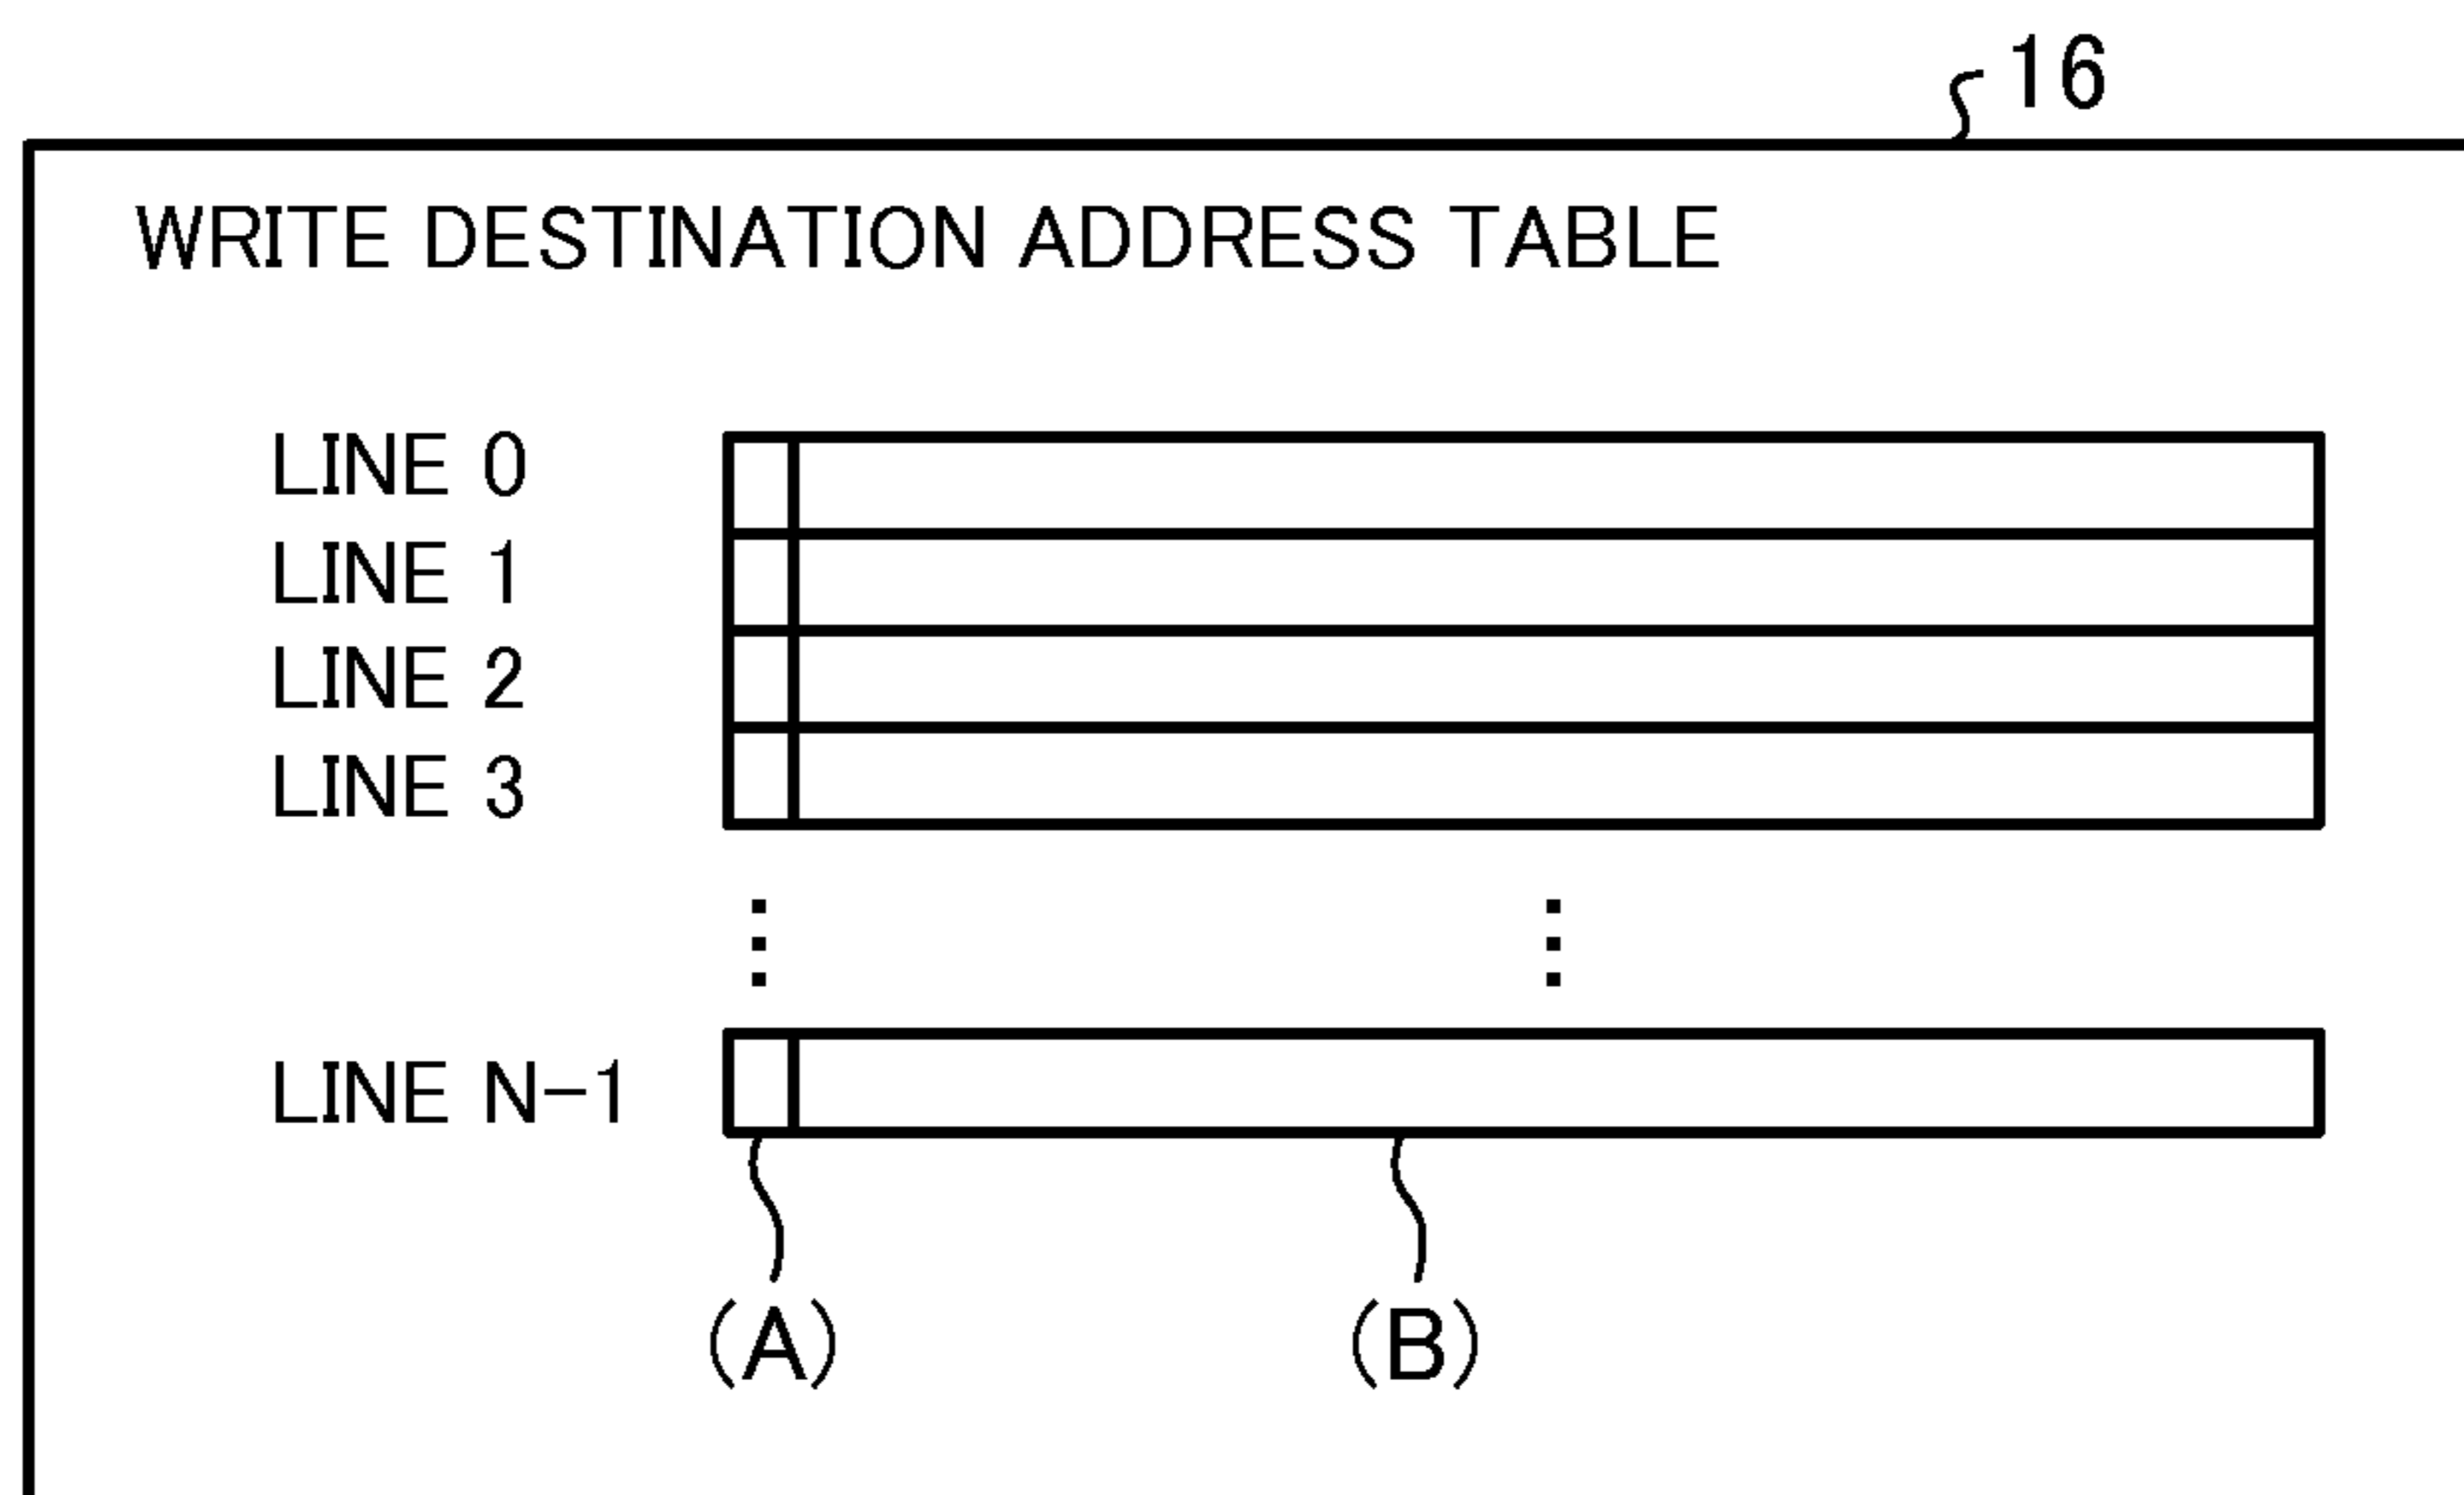 16
WRITE DESTINATION ADDRESS TABLE
LINE 0
LINE 1
LINE 2
LINE 3
LINE N-1
(A) (B)